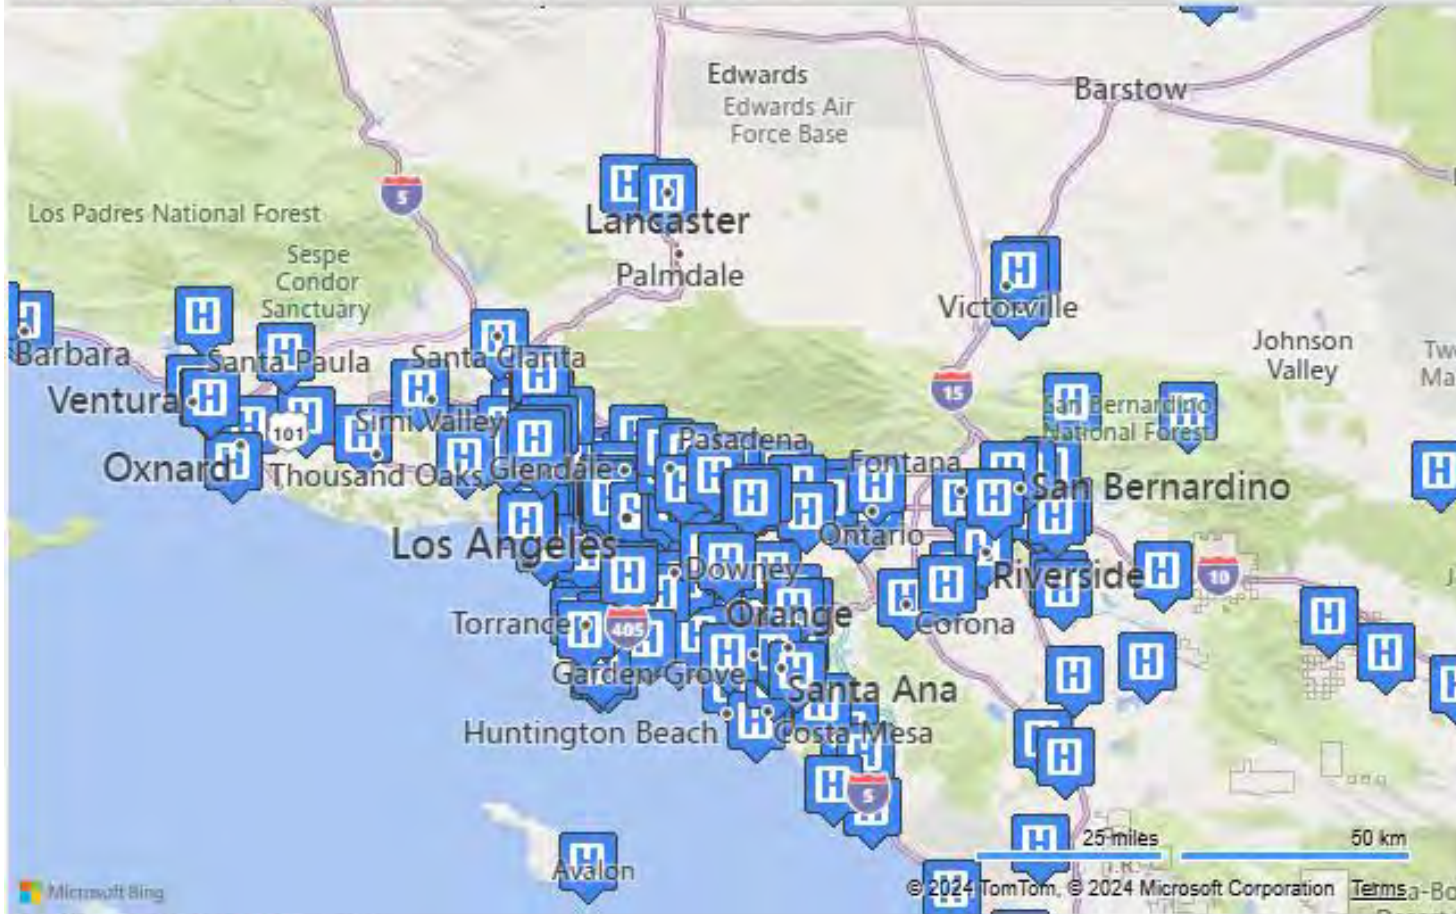 Edwards
Edwards Air
Force Base
Barstow
5
Los Padres National Forest
H
H
Lancaster
Sespe
Condor
Sanctuary
Palmdale
H
Victorville
H
H
H
Barbara
Santa Paula
Santa Clarita
H
Johnson
Valley
15
H
H
H
H
Ventura
H
H
Simi Valley
San Bernardino
National Forest
101
H
H
Pasadena
Oxnard
H
Thousand Oaks
H
Glendale
Fontana
H
H
H
H
H
San Bernardino
H
H
Los Angeles
H
Ontario
H
H
Downey
H
H
Riverside
H
10
Torrance
405
H
Orange
H
Corona
H
Garden Grove
H
H
Santa Ana
H
H
H
Huntington Beach
H
Costa Mesa
H
H
5
H
H
Avalon
H
25 miles
50 km
Microsoft Bing
© 2024 TomTom, © 2024 Microsoft Corporation
Terms